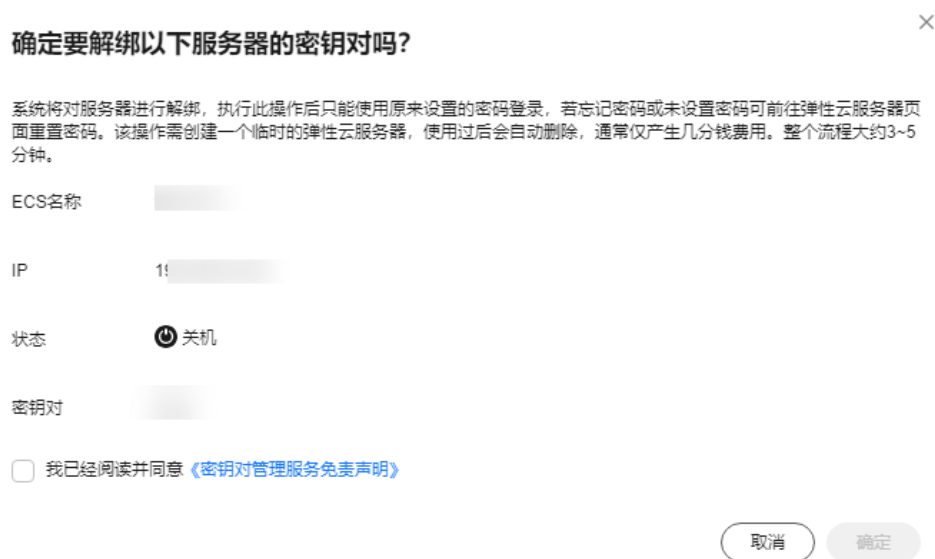 确定要解绑以下服务器的密钥对吗?
系统将对服务器进行解绑，执行此操作后只能使用原来设置的密码登录，若忘记密码或未设置密码可前往弹性云服务器页
面重置密码。该操作需创建一个临时的弹性云服务器，使用过后会自动删除，通常仅产生几分钱费用。整个流程大约3~5
分钟。
ECS名称
IP
状态 关机
密钥对
我已经阅读并同意《密钥对管理服务免责声明》
取消 确定